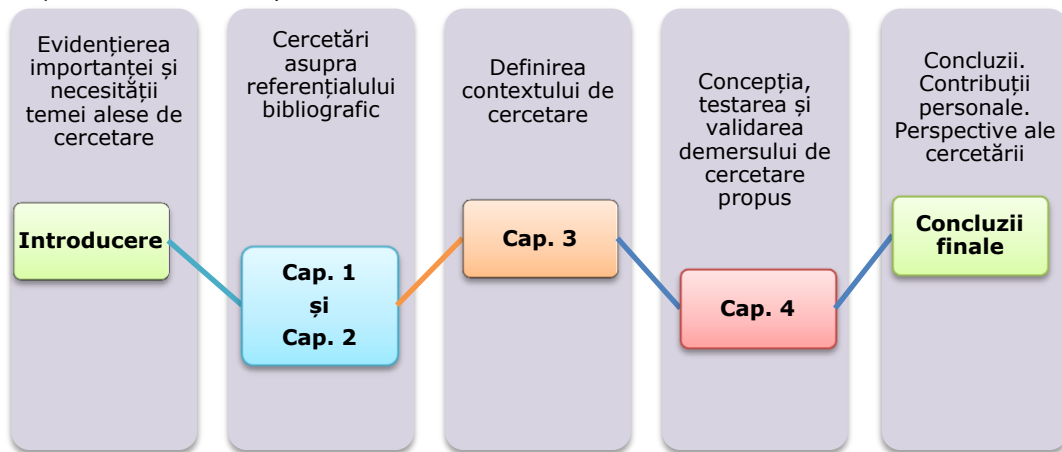 Evidențierea
importanței și
necesității
temei alese de
cercetare
Introducere
Cercetări
asupra
referențialului
bibliografic
Cap. 1
și
Cap. 2
Definirea
contextului de
cercetare
Cap. 3
Concepția,
testarea și
validarea
demersului de
cercetare
propus
Cap. 4
Concluzii.
Contribuții
personale.
Perspective ale
cercetării
Concluzii
finale